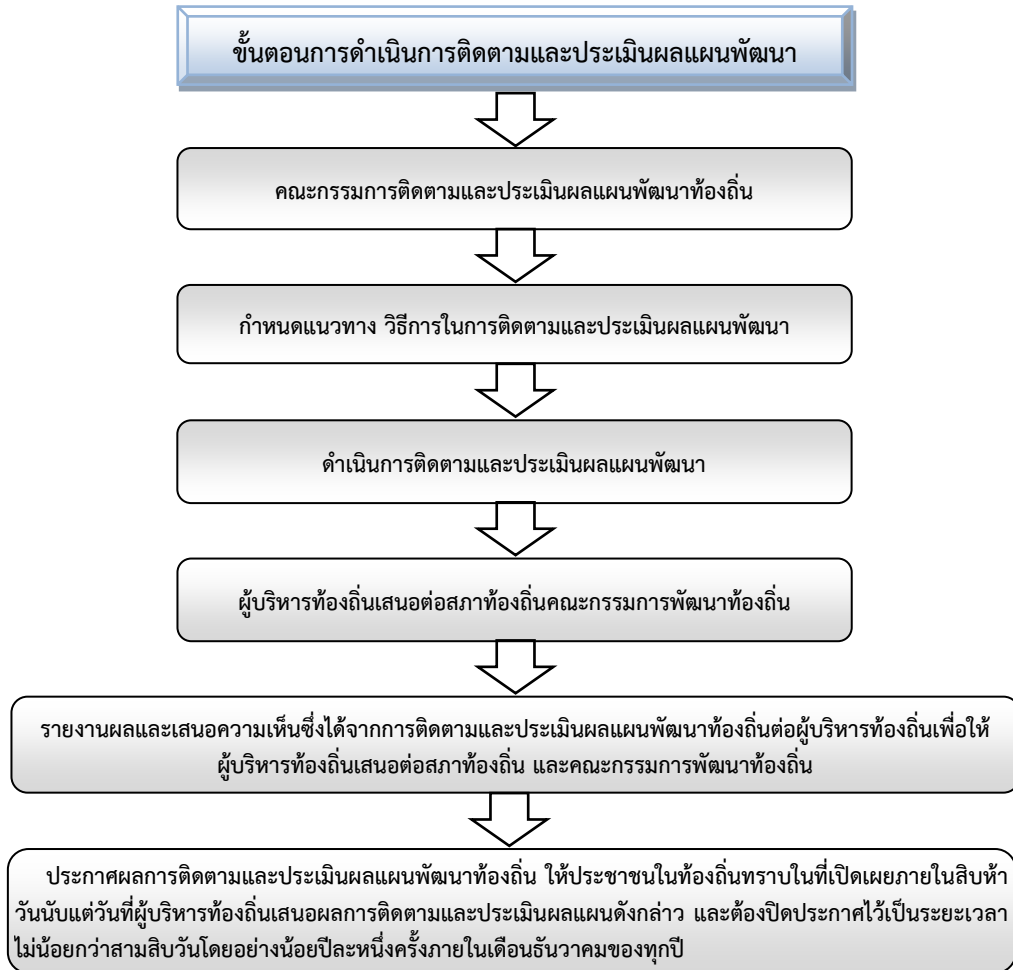 ขั้นตอนการดำเนินการติดตามและประเมินผลแผนพัฒนา
คณะกรรมการติดตามและประเมินผลแผนพัฒนาท้องถิ่น
กำหนดแนวทาง วิธีการในการติดตามและประเมินผลแผนพัฒนา
ดำเนินการติดตามและประเมินผลแผนพัฒนา
ผู้บริหารท้องถิ่นเสนอต่อสภาท้องถิ่นคณะกรรมการพัฒนาท้องถิ่น
รายงานผลและเสนอความเห็นซึ่งได้จากการติดตามและประเมินผลแผนพัฒนาท้องถิ่นต่อผู้บริหารท้องถิ่นเพื่อให้
ผู้บริหารท้องถิ่นเสนอต่อสภาท้องถิ่น และคณะกรรมการพัฒนาท้องถิ่น
ประกาศผลการติดตามและประเมินผลแผนพัฒนาท้องถิ่น ให้ประชาชนในท้องถิ่นทราบในที่เปิดเผยภายในสิบห้า
วันนับแต่วันที่ผู้บริหารท้องถิ่นเสนอผลการติดตามและประเมินผลแผนดังกล่าว และต้องปิดประกาศไว้เป็นระยะเวลา
ไม่น้อยกว่าสามสิบวันโดยอย่างน้อยปีละหนึ่งครั้งภายในเดือนธันวาคมของทุกปี